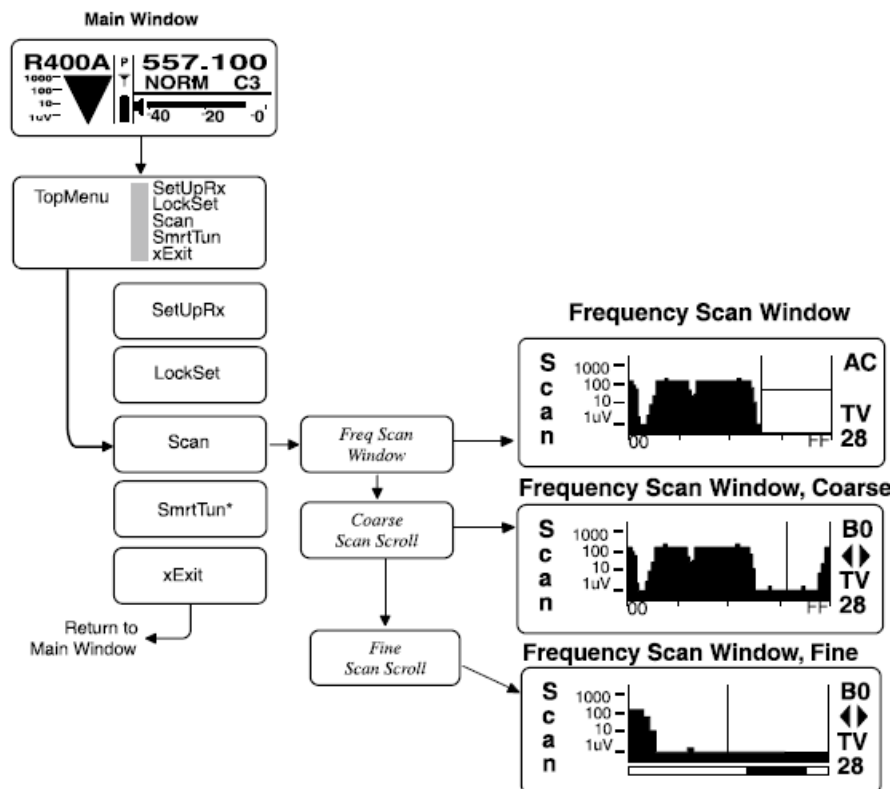 Main Window
R400A P 557.100
NORM C3
1000
100
10
1uV
-40 -20 -0'
TopMenu
SetUpRx
LockSet
Scan
SmrtTun
xExit
SetUpRx
LockSet
Scan
SmrtTun*
xExit
Return to
Main Window
Freq Scan
Window
Coarse
Scan Scroll
Fine
Scan Scroll
Frequency Scan Window
Scan
1000
100
10
1uV
00 FF
AC
TV
28
Frequency Scan Window, Coarse
Scan
1000
100
10
1uV
00 FF
B0
TV
28
Frequency Scan Window, Fine
Scan
1000
100
10
1uV
B0
TV
28